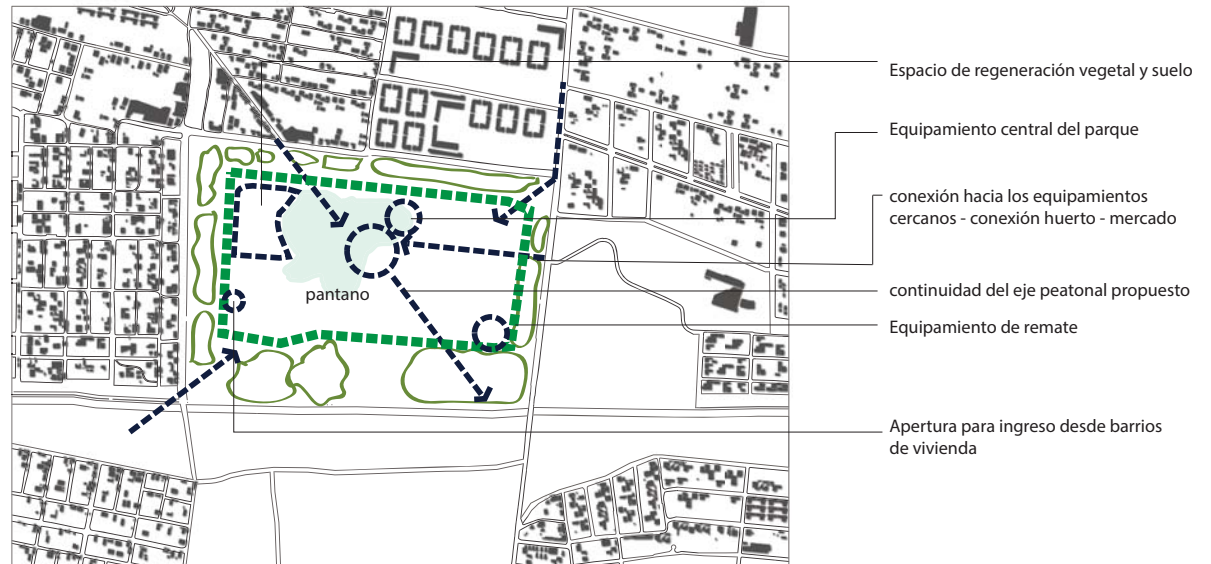 Espacio de regeneración vegetal y suelo
Equipamiento central del parque
conexión hacia los equipamientos
cercanos - conexión huerto - mercado
pantano
continuidad del eje peatonal propuesto
Equipamiento de remate
Apertura para ingreso desde barrios
de vivienda